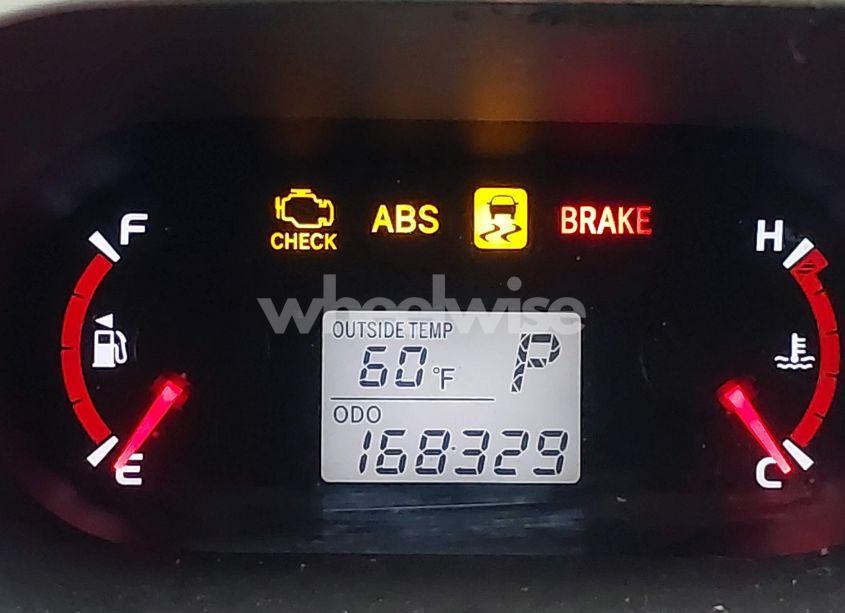 CHECK
ABS
BRAKE
F
H
wheelwise
OUTSIDE TEMP
60 °F
P
ODO
168329
E
C